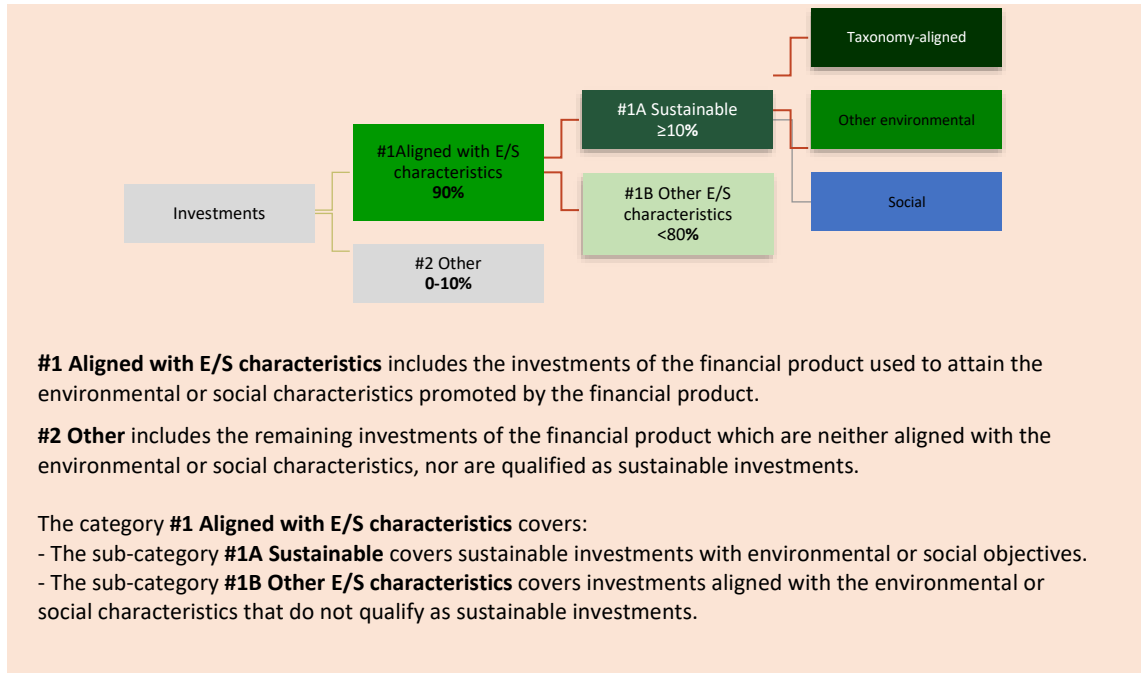 Taxonomy-aligned
#1A Sustainable
≥10%
Other environmental
#1Aligned with E/S
characteristics
90%
#1B Other E/S
characteristics
<80%
Social
Investments
#2 Other
0-10%
#1 Aligned with E/S characteristics includes the investments of the financial product used to attain the
environmental or social characteristics promoted by the financial product.
#2 Other includes the remaining investments of the financial product which are neither aligned with the
environmental or social characteristics, nor are qualified as sustainable investments.
The category #1 Aligned with E/S characteristics covers:
- The sub-category #1A Sustainable covers sustainable investments with environmental or social objectives.
- The sub-category #1B Other E/S characteristics covers investments aligned with the environmental or
social characteristics that do not qualify as sustainable investments.